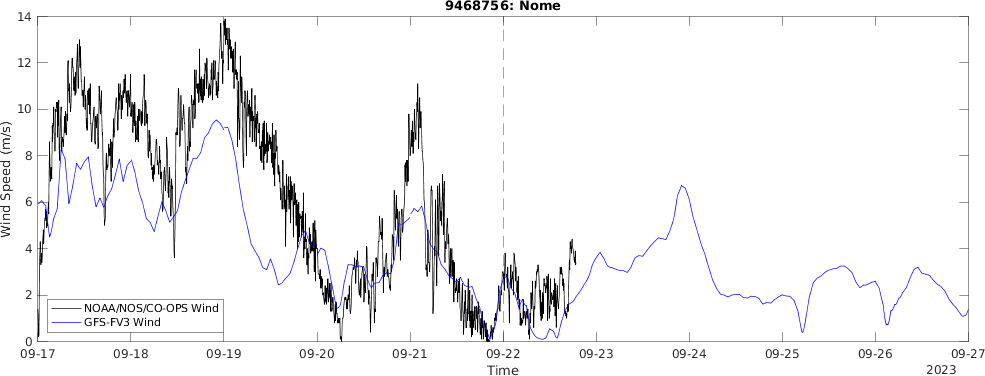 9468756: Nome
14
12
10
8
6
4
2
0
Wind Speed (m/s)
NOAA/NOS/CO-OPS Wind
GFS-FV3 Wind
09-17 09-18 09-19 09-20 09-21 09-22 09-23 09-24 09-25 09-26 09-27
Time
2023